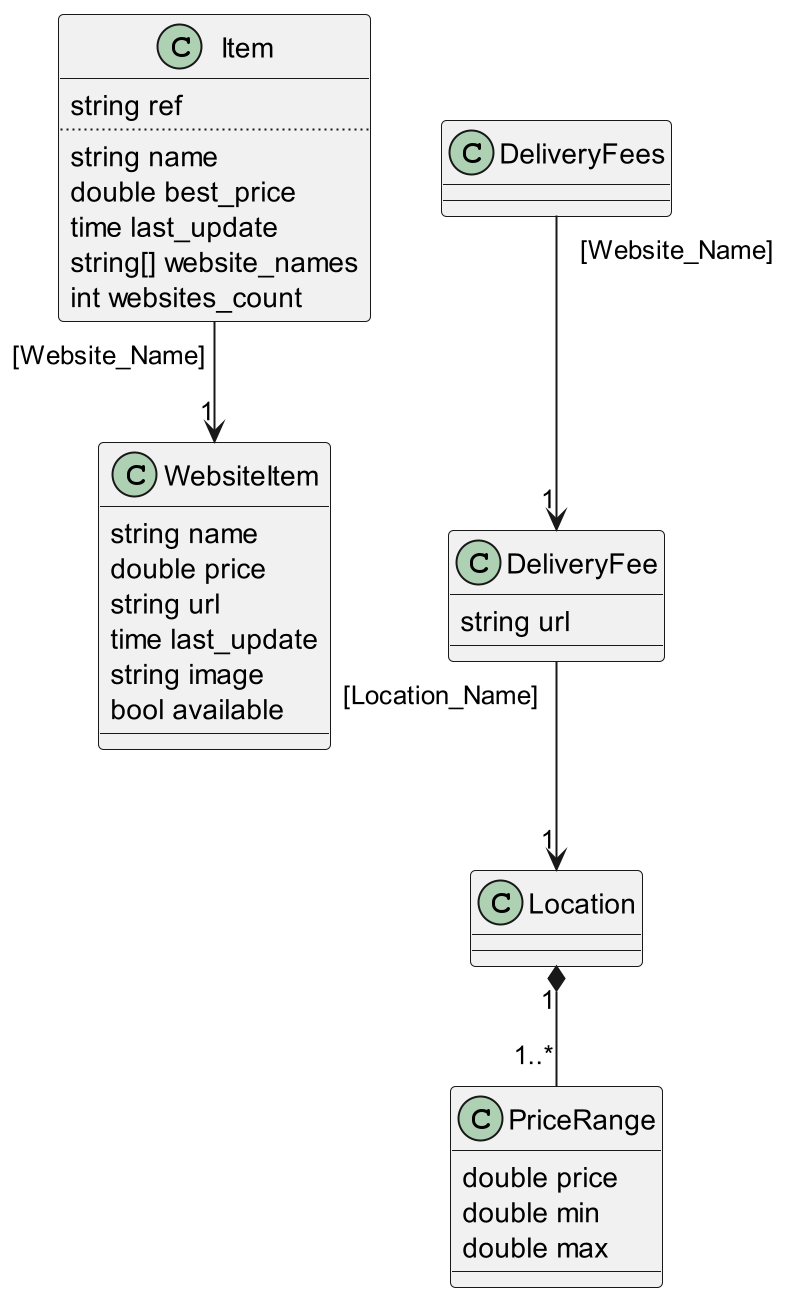 C Item
string ref
string name
double best_price
time last_update
string[] website_names
int websites_count
[Website_Name]
1
C WebsiteItem
string name
double price
string url
time last_update
string image
bool available
C DeliveryFees
[Website_Name]
1
C DeliveryFee
string url
[Location_Name]
1
C Location
1
1..*
C PriceRange
double price
double min
double max